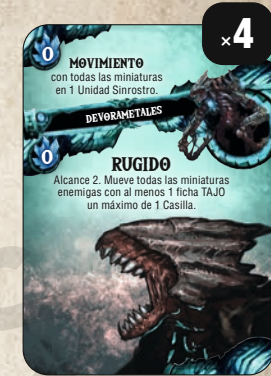 ×4
0
MOVIMIENTO
con todas las miniaturas
en 1 Unidad Sinrostro.
DEVORAMETALES
0
RUGIDO
Alcance 2. Mueve todas las miniaturas
enemigas con al menos 1 ficha TAJO
un máximo de 1 Casilla.